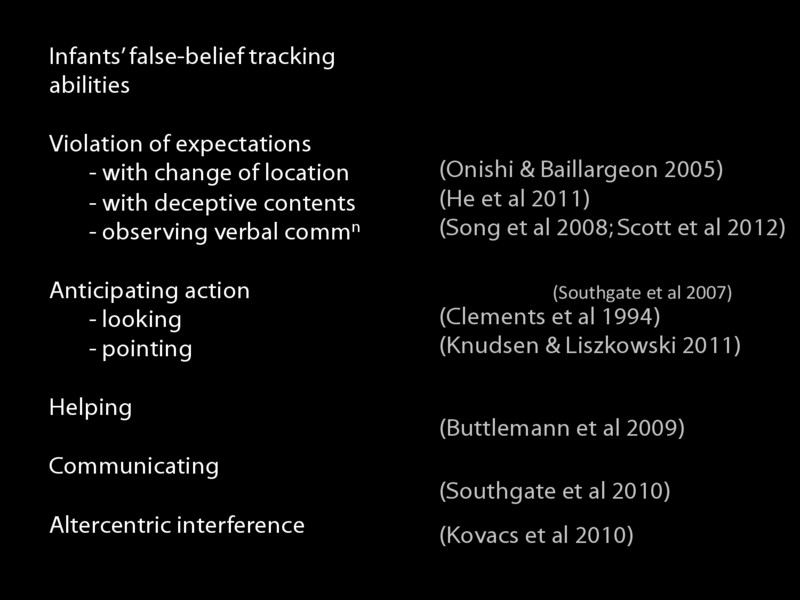 Infants’ false-belief tracking
abilities
Violation of expectations
- with change of location (Onishi & Baillargeon 2005)
- with deceptive contents (He et al 2011)
- observing verbal commⁿ (Song et al 2008; Scott et al 2012)
Anticipating action (Southgate et al 2007)
- looking (Clements et al 1994)
- pointing (Knudsen & Liszkowski 2011)
Helping (Buttlemann et al 2009)
Communicating (Southgate et al 2010)
Altercentric interference (Kovacs et al 2010)